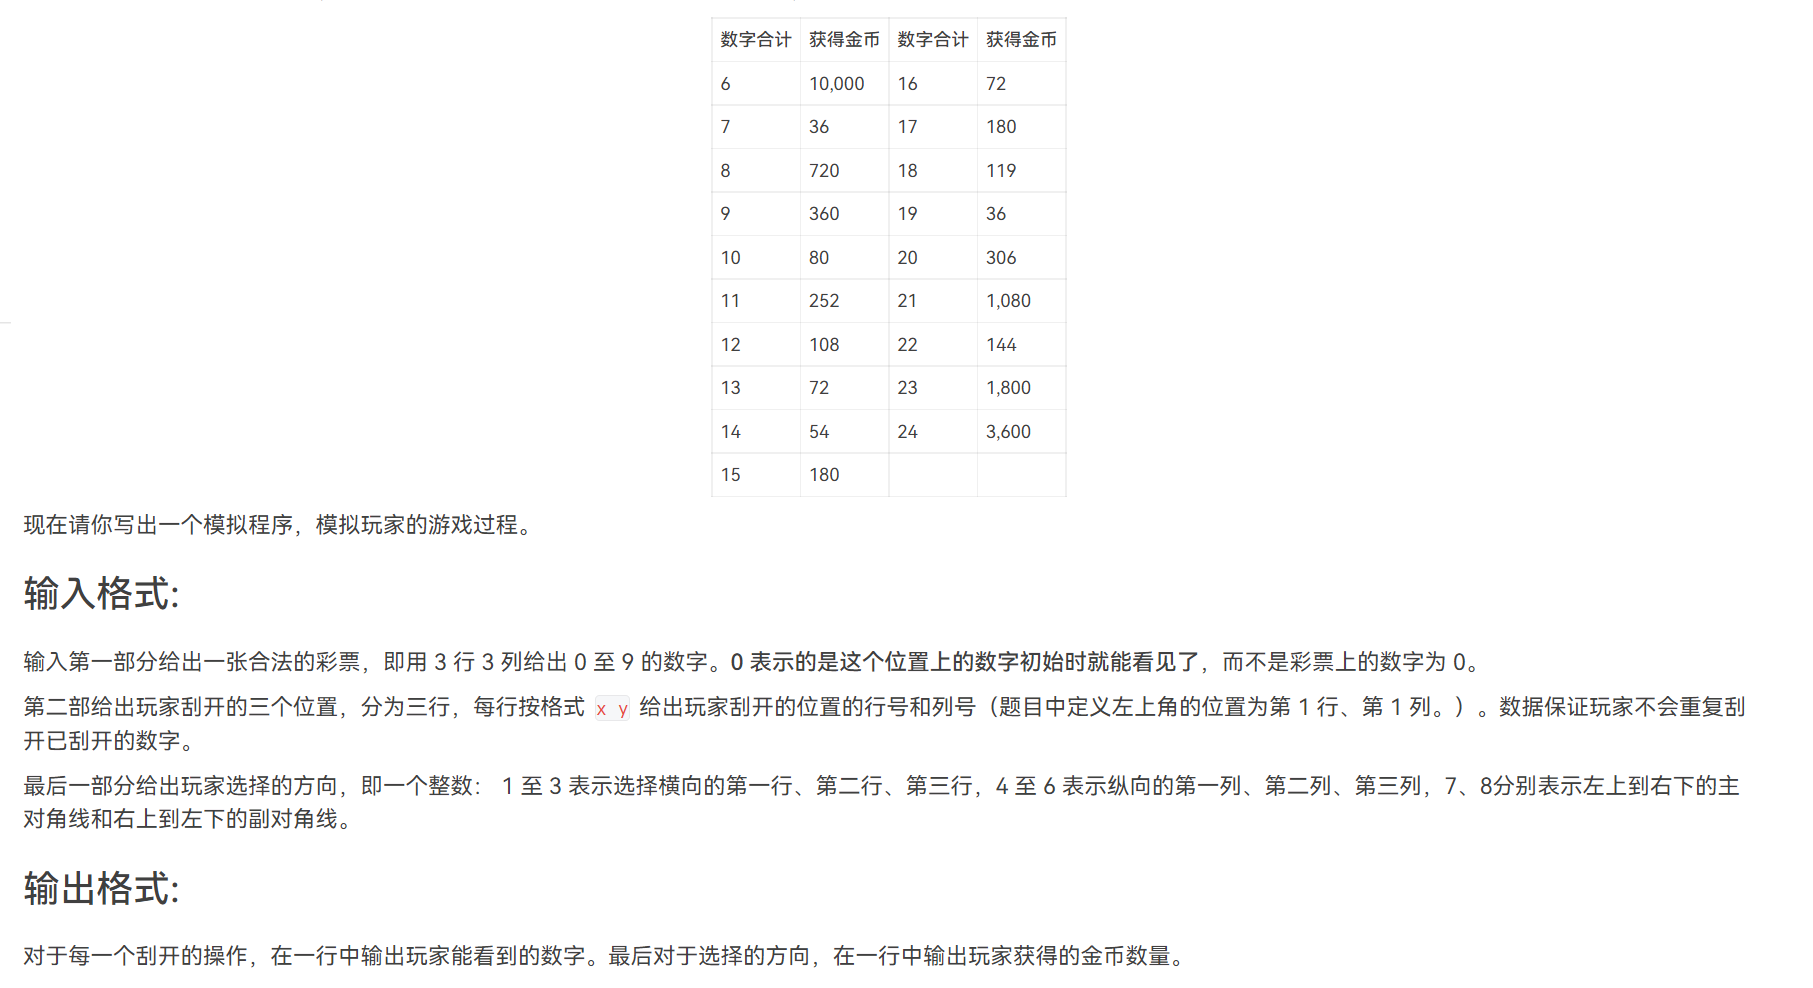 数字合计 获得金币 数字合计 获得金币
6 10,000 16 72
7 36 17 180
8 720 18 119
9 360 19 36
10 80 20 306
11 252 21 1,080
12 108 22 144
13 72 23 1,800
14 54 24 3,600
15 180
现在请你写出一个模拟程序，模拟玩家的游戏过程。
输入格式:
输入第一部分给出一张合法的彩票，即用 3 行 3 列给出 0 至 9 的数字。0 表示的是这个位置上的数字初始时就能看见了，而不是彩票上的数字为 0。
第二部给出玩家刮开的三个位置，分为三行，每行按格式 x y 给出玩家刮开的位置的行号和列号（题目中定义左上角的位置为第 1 行、第 1 列。）。数据保证玩家不会重复刮
开已刮开的数字。
最后一部分给出玩家选择的方向，即一个整数： 1 至 3 表示选择横向的第一行、第二行、第三行，4 至 6 表示纵向的第一列、第二列、第三列，7、8分别表示左上到右下的主
对角线和右上到左下的副对角线。
输出格式:
对于每一个刮开的操作，在一行中输出玩家能看到的数字。最后对于选择的方向，在一行中输出玩家获得的金币数量。